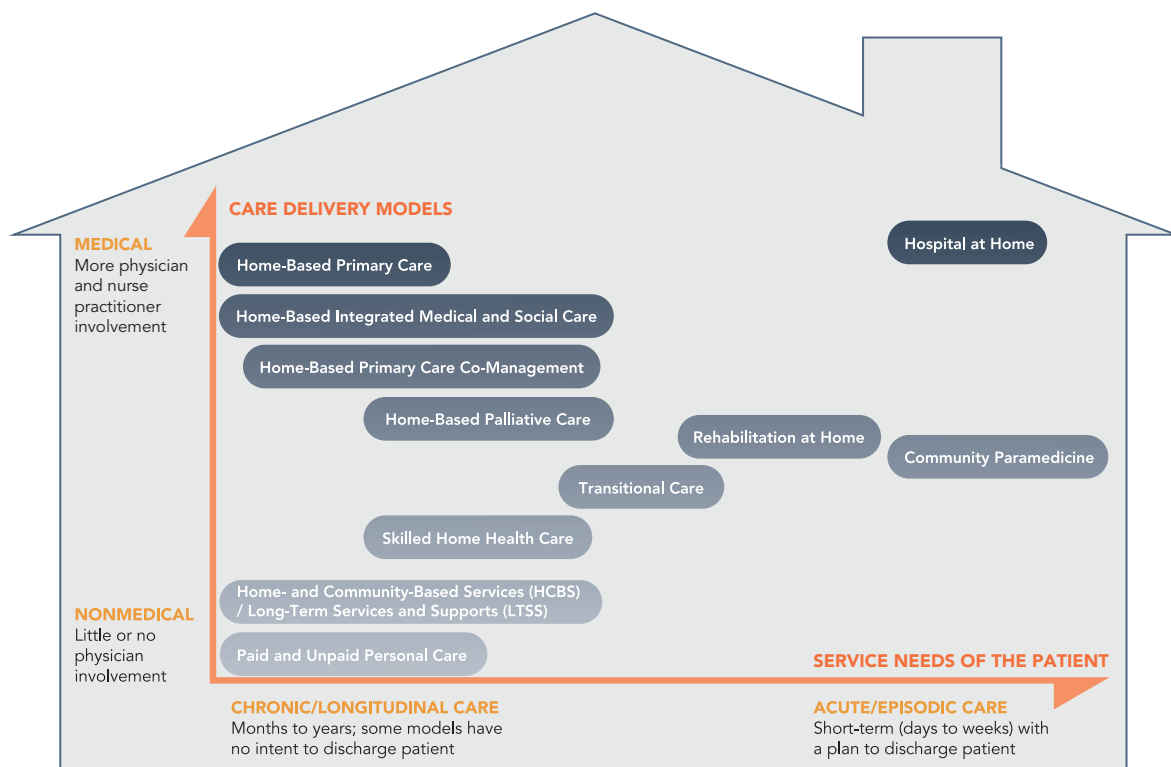 CARE DELIVERY MODELS
MEDICAL
More physician
and nurse
practitioner
involvement
Hospital at Home
Home-Based Primary Care
Home-Based Integrated Medical and Social Care
Home-Based Primary Care Co-Management
Home-Based Palliative Care
Rehabilitation at Home
Community Paramedicine
Transitional Care
Skilled Home Health Care
Home- and Community-Based Services (HCBS)
/ Long-Term Services and Supports (LTSS)
NONMEDICAL
Little or no
physician
involvement
Paid and Unpaid Personal Care
SERVICE NEEDS OF THE PATIENT
CHRONIC/LONGITUDINAL CARE
Months to years; some models have
no intent to discharge patient
ACUTE/EPISODIC CARE
Short-term (days to weeks) with
a plan to discharge patient